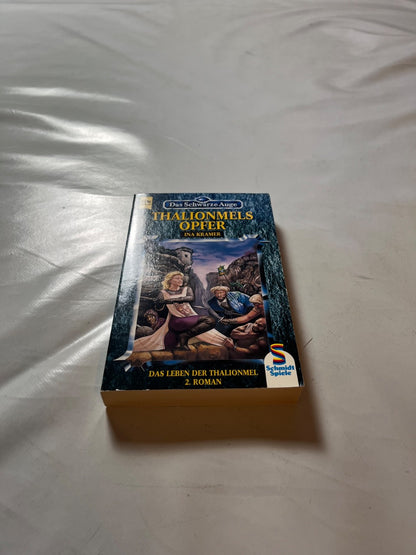 Das Schwarze Auge
THALIONMELS
OPFER
INA KRAMER
DAS LEBEN DER THALIONMEL
2. ROMAN
Schmidt
Spiele